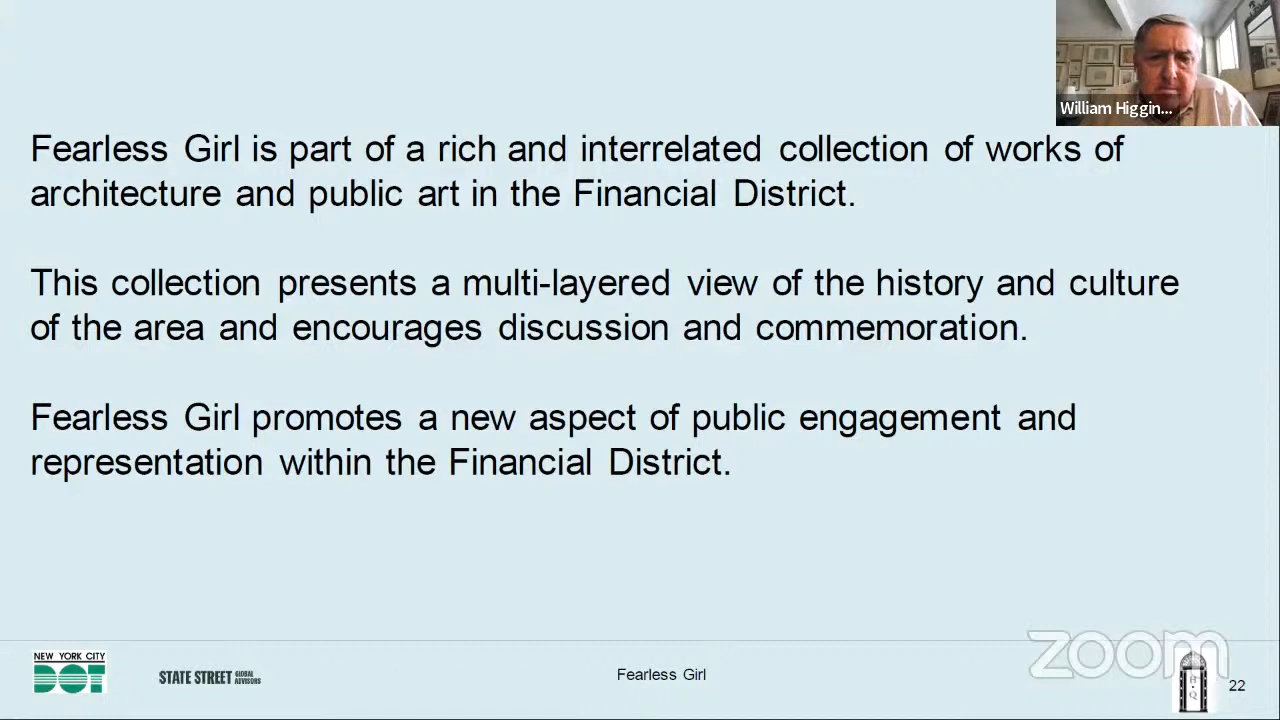 William Higgin...
Fearless Girl is part of a rich and interrelated collection of works of
architecture and public art in the Financial District.
This collection presents a multi-layered view of the history and culture
of the area and encourages discussion and commemoration.
Fearless Girl promotes a new aspect of public engagement and
representation within the Financial District.
zoom
NEW YORK CITY
DOT
STATE STREET GLOBAL
ADVISORS
Fearless Girl
H
Q
22